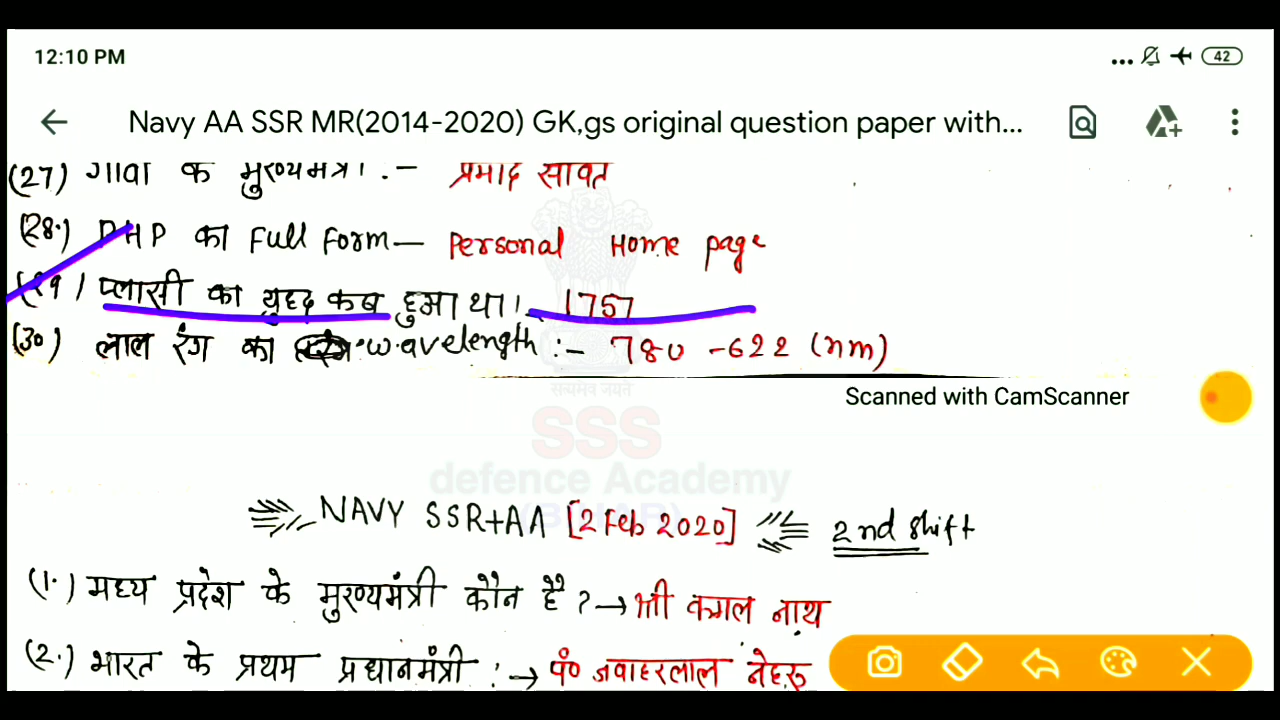 12:10 PM ... 42
Navy AA SSR MR(2014-2020) GK,gs original question paper with...
(27) गोवा के मुख्यमंत्री :- प्रमोद सावंत
(28.) PHP का Full Form— Personal Home page
(29) प्लासी का युद्ध कब हुआ था। - 1757
(30) लाल रंग का wavelength :- 780 -622 (nm)
Scanned with CamScanner
सत्यमेव जयते
SSS
defence Academy
NAVY SSR+AA [2 Feb 2020] 2nd shift
(1.) मध्य प्रदेश के मुख्यमंत्री कौन है ? → श्री कमल नाथ
(2.) भारत के प्रथम प्रधानमंत्री :→ पं० जवाहरलाल नेहरू